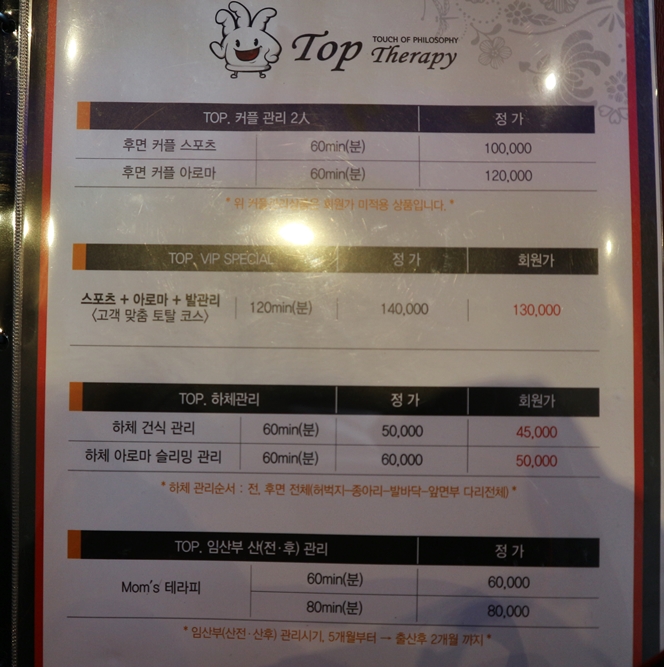 Top Therapy
TOUCH OF PHILOSOPHY
TOP. 커플 관리 2人 정 가
후면 커플 스포츠 60min(분) 100,000
후면 커플 아로마 60min(분) 120,000
* 위 회원가 미적용 상품입니다. *
TOP. VIP SPECIAL 정 가 회원가
스포츠 + 아로마 + 발관리 120min(분) 140,000 130,000
<고객 맞춤 토탈 코스>
TOP. 하체관리 정 가 회원가
하체 건식 관리 60min(분) 50,000 45,000
하체 아로마 슬리밍 관리 60min(분) 60,000 50,000
* 하체 관리순서 : 전, 후면 전체(허벅지-종아리-발바닥-앞면부 다리전체) *
TOP. 임산부 산(전·후) 관리 정 가
Mom's 테라피 60min(분) 60,000
80min(분) 80,000
* 임산부(산전·산후) 관리시기, 5개월부터 → 출산후 2개월 까지 *